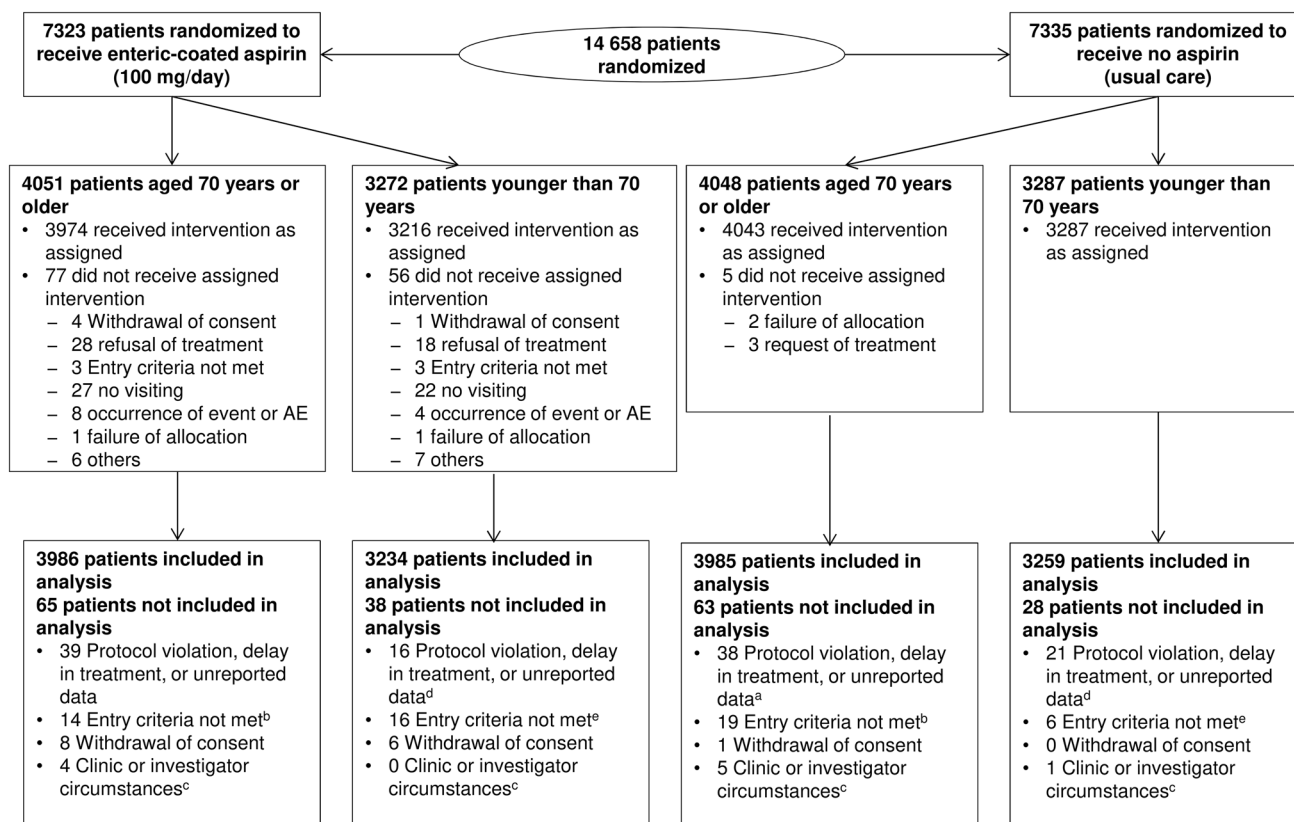 7323 patients randomized to
receive enteric-coated aspirin
(100 mg/day)
14 658 patients
randomized
7335 patients randomized to
receive no aspirin
(usual care)
4051 patients aged 70 years or
older
• 3974 received intervention as
assigned
• 77 did not receive assigned
intervention
– 4 Withdrawal of consent
– 28 refusal of treatment
– 3 Entry criteria not met
– 27 no visiting
– 8 occurrence of event or AE
– 1 failure of allocation
– 6 others
3272 patients younger than 70
years
• 3216 received intervention as
assigned
• 56 did not receive assigned
intervention
– 1 Withdrawal of consent
– 18 refusal of treatment
– 3 Entry criteria not met
– 22 no visiting
– 4 occurrence of event or AE
– 1 failure of allocation
– 7 others
4048 patients aged 70 years
or older
• 4043 received intervention
as assigned
• 5 did not receive assigned
intervention
– 2 failure of allocation
– 3 request of treatment
3287 patients younger than
70 years
• 3287 received intervention
as assigned
3986 patients included in
analysis
65 patients not included in
analysis
• 39 Protocol violation, delay
in treatment, or unreported
data
• 14 Entry criteria not metᵇ
• 8 Withdrawal of consent
• 4 Clinic or investigator
circumstancesᶜ
3234 patients included in
analysis
38 patients not included in
analysis
• 16 Protocol violation, delay
in treatment, or unreported
dataᵈ
• 16 Entry criteria not metᵉ
• 6 Withdrawal of consent
• 0 Clinic or investigator
circumstancesᶜ
3985 patients included in
analysis
63 patients not included in
analysis
• 38 Protocol violation, delay
in treatment, or unreported
dataᵃ
• 19 Entry criteria not metᵇ
• 1 Withdrawal of consent
• 5 Clinic or investigator
circumstancesᶜ
3259 patients included in
analysis
28 patients not included in
analysis
• 21 Protocol violation, delay
in treatment, or unreported
dataᵈ
• 6 Entry criteria not metᵉ
• 0 Withdrawal of consent
• 1 Clinic or investigator
circumstancesᶜ